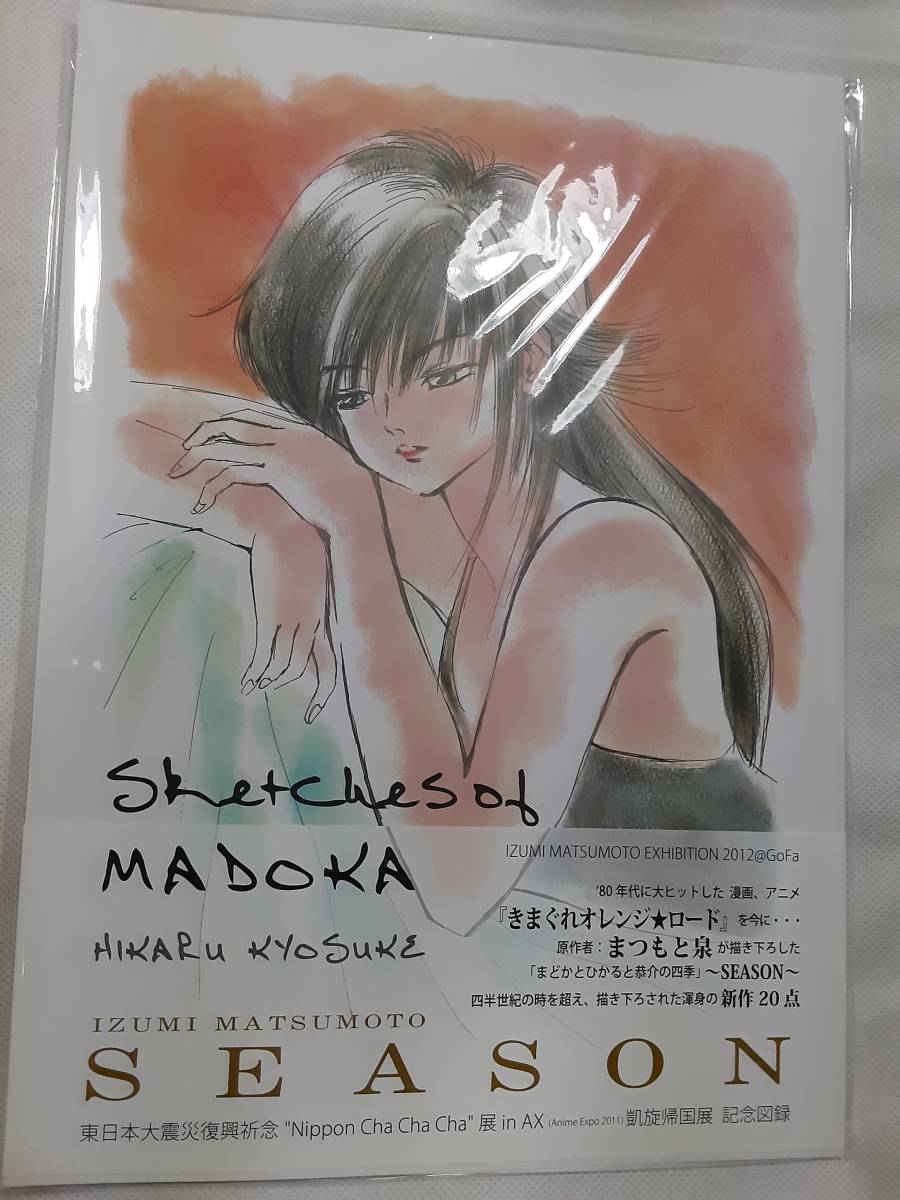 Sketches of
MADOKA
HIKARU KYOSUKE
IZUMI MATSUMOTO EXHIBITION 2012@GoFa
'80年代に大ヒットした 漫画、アニメ
『きまぐれオレンジ★ロード』を今に・・・
原作者：まつもと泉が描き下ろした
「まどかとひかると恭介の四季」～SEASON～
四半世紀の時を超え、描き下ろされた渾身の 新作20点
IZUMI MATSUMOTO
SEASON
東日本大震災復興祈念 "Nippon Cha Cha Cha" 展 in AX (Anime Expo 2011) 凱旋帰国展 記念図録